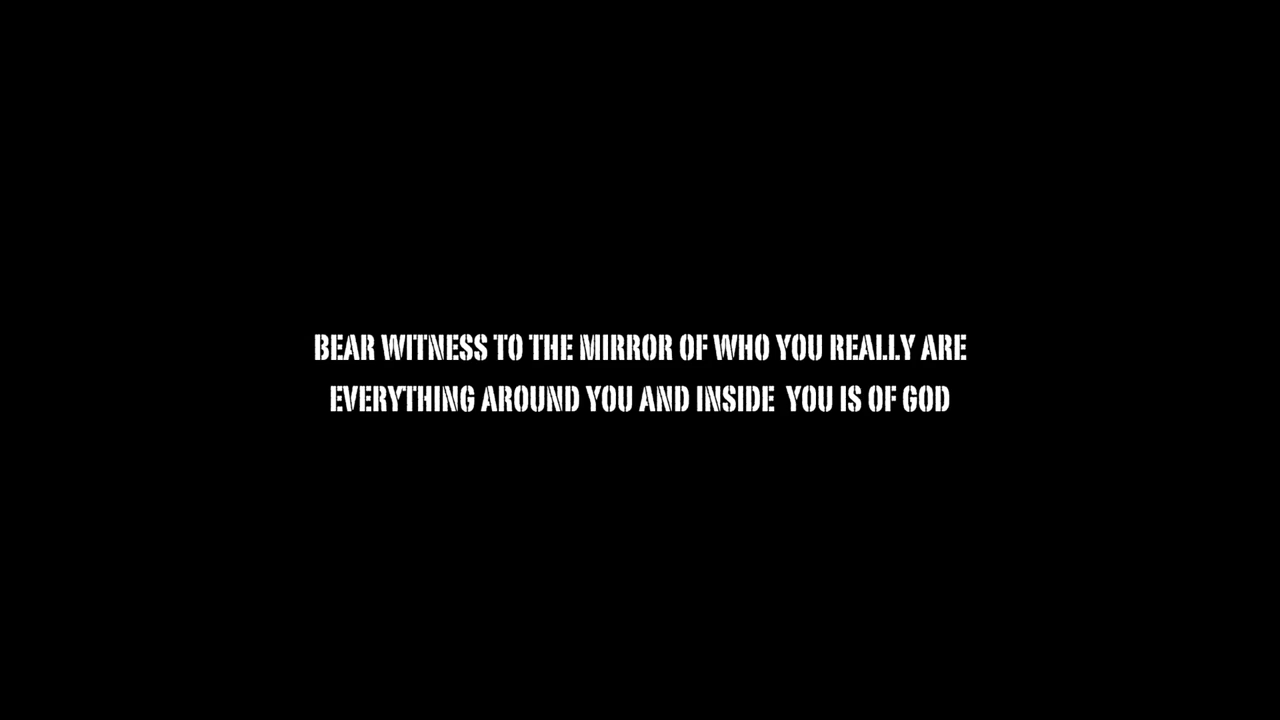 BEAR WITNESS TO THE MIRROR OF WHO YOU REALLY ARE
EVERYTHING AROUND YOU AND INSIDE  YOU IS OF GOD